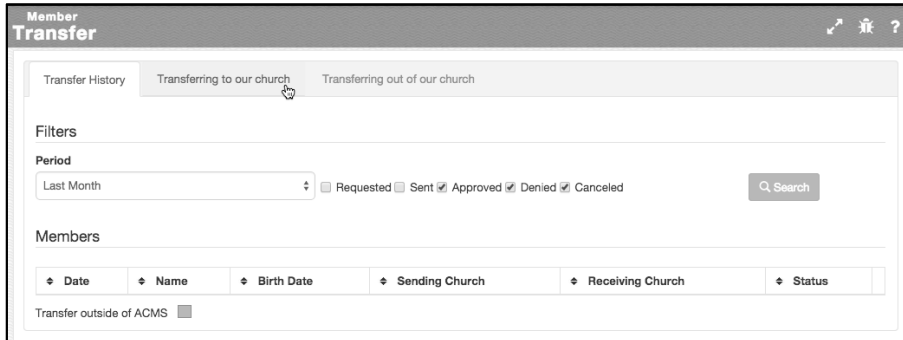 Member
Transfer
?
Transfer History Transferring to our church Transferring out of our church
Filters
Period
Last Month Requested Sent Approved Denied Canceled Search
Members
Date Name Birth Date Sending Church Receiving Church Status
Transfer outside of ACMS